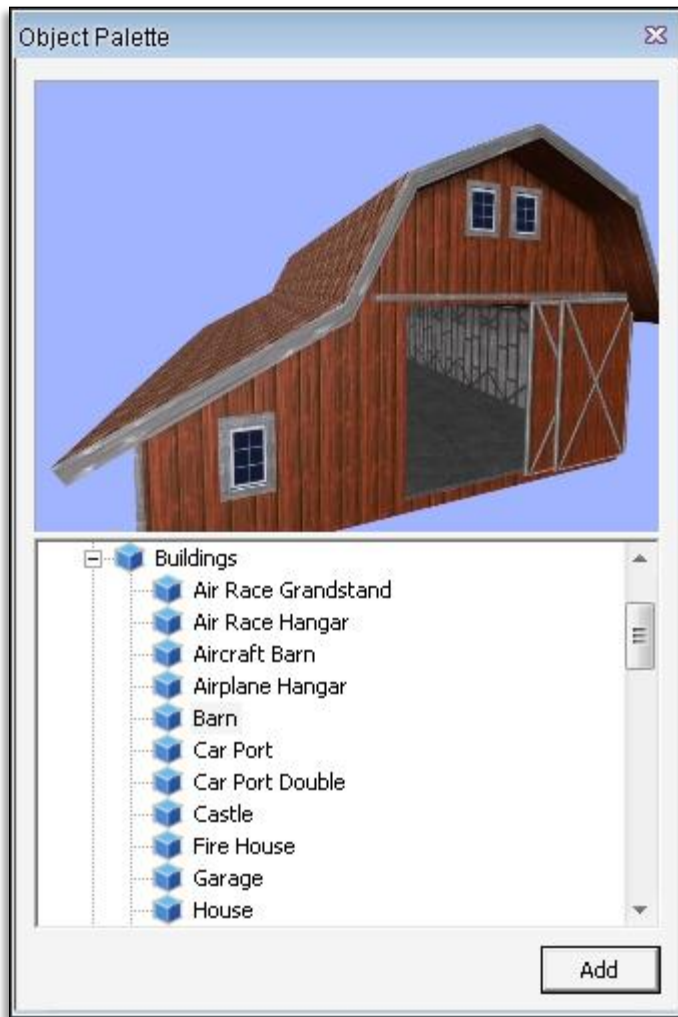 Object Palette
Buildings
Air Race Grandstand
Air Race Hangar
Aircraft Barn
Airplane Hangar
Barn
Car Port
Car Port Double
Castle
Fire House
Garage
House
Add